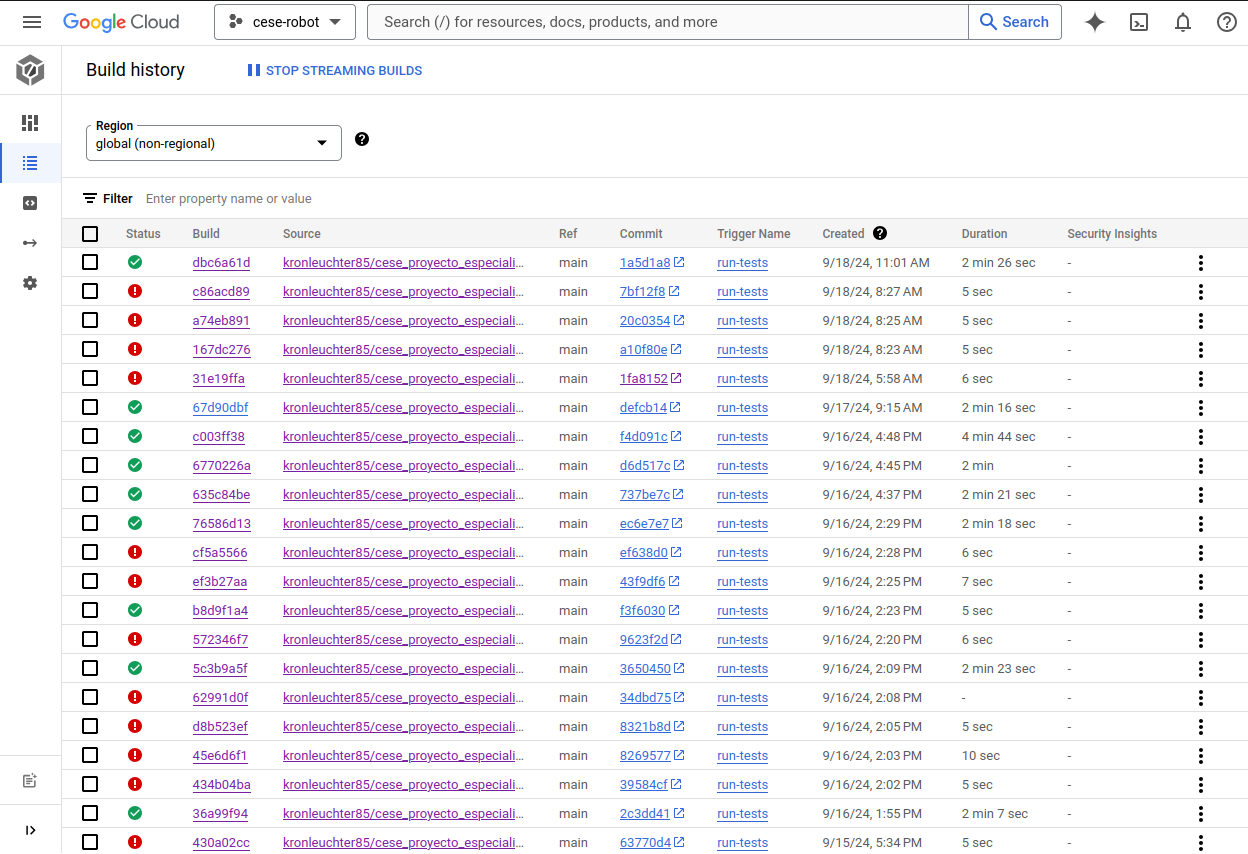 Google Cloud cese-robot Search (/) for resources, docs, products, and more Search
Build history STOP STREAMING BUILDS
Region
global (non-regional)
Filter Enter property name or value
Status Build Source Ref Commit Trigger Name Created Duration Security Insights
dbc6a61d kronleuchter85/cese_proyecto_especiali... main 1a5d1a8 run-tests 9/18/24, 11:01 AM 2 min 26 sec -
c86acd89 kronleuchter85/cese_proyecto_especiali... main 7bf12f8 run-tests 9/18/24, 8:27 AM 5 sec -
a74eb891 kronleuchter85/cese_proyecto_especiali... main 20c0354 run-tests 9/18/24, 8:25 AM 5 sec -
167dc276 kronleuchter85/cese_proyecto_especiali... main a10f80e run-tests 9/18/24, 8:23 AM 5 sec -
31e19ffa kronleuchter85/cese_proyecto_especiali... main 1fa8152 run-tests 9/18/24, 5:58 AM 6 sec -
67d90dbf kronleuchter85/cese_proyecto_especiali... main defcb14 run-tests 9/17/24, 9:15 AM 2 min 16 sec -
c003ff38 kronleuchter85/cese_proyecto_especiali... main f4d091c run-tests 9/16/24, 4:48 PM 4 min 44 sec -
6770226a kronleuchter85/cese_proyecto_especiali... main d6d517c run-tests 9/16/24, 4:45 PM 2 min -
635c84be kronleuchter85/cese_proyecto_especiali... main 737be7c run-tests 9/16/24, 4:37 PM 2 min 21 sec -
76586d13 kronleuchter85/cese_proyecto_especiali... main ec6e7e7 run-tests 9/16/24, 2:29 PM 2 min 18 sec -
cf5a5566 kronleuchter85/cese_proyecto_especiali... main ef638d0 run-tests 9/16/24, 2:28 PM 6 sec -
ef3b27aa kronleuchter85/cese_proyecto_especiali... main 43f9df6 run-tests 9/16/24, 2:25 PM 7 sec -
b8d9f1a4 kronleuchter85/cese_proyecto_especiali... main f3f6030 run-tests 9/16/24, 2:23 PM 5 sec -
572346f7 kronleuchter85/cese_proyecto_especiali... main 9623f2d run-tests 9/16/24, 2:20 PM 6 sec -
5c3b9a5f kronleuchter85/cese_proyecto_especiali... main 3650450 run-tests 9/16/24, 2:09 PM 2 min 23 sec -
62991d0f kronleuchter85/cese_proyecto_especiali... main 34dbd75 run-tests 9/16/24, 2:08 PM - -
d8b523ef kronleuchter85/cese_proyecto_especiali... main 8321b8d run-tests 9/16/24, 2:05 PM 5 sec -
45e6d6f1 kronleuchter85/cese_proyecto_especiali... main 8269577 run-tests 9/16/24, 2:03 PM 10 sec -
434b04ba kronleuchter85/cese_proyecto_especiali... main 39584cf run-tests 9/16/24, 2:02 PM 5 sec -
36a99f94 kronleuchter85/cese_proyecto_especiali... main 2c3dd41 run-tests 9/16/24, 1:55 PM 2 min 7 sec -
430a02cc kronleuchter85/cese_proyecto_especiali... main 63770d4 run-tests 9/15/24, 5:34 PM 5 sec -